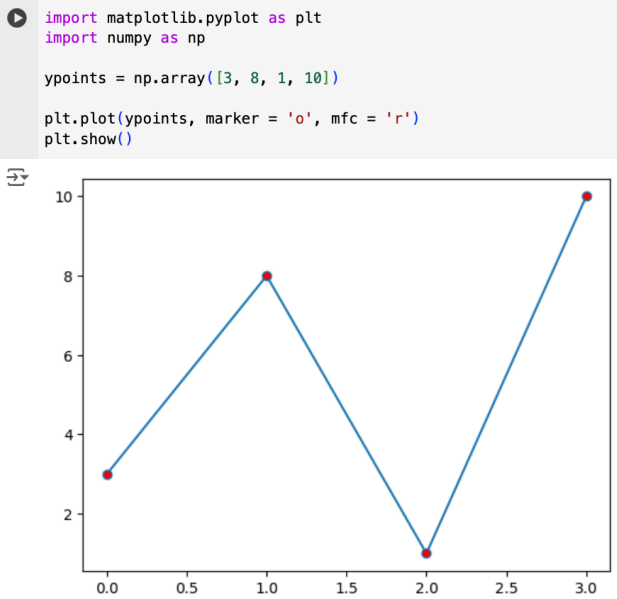 import matplotlib.pyplot as plt
import numpy as np
ypoints = np.array([3, 8, 1, 10])
plt.plot(ypoints, marker = 'o', mfc = 'r')
plt.show()
10
8
6
4
2
0.0 0.5 1.0 1.5 2.0 2.5 3.0